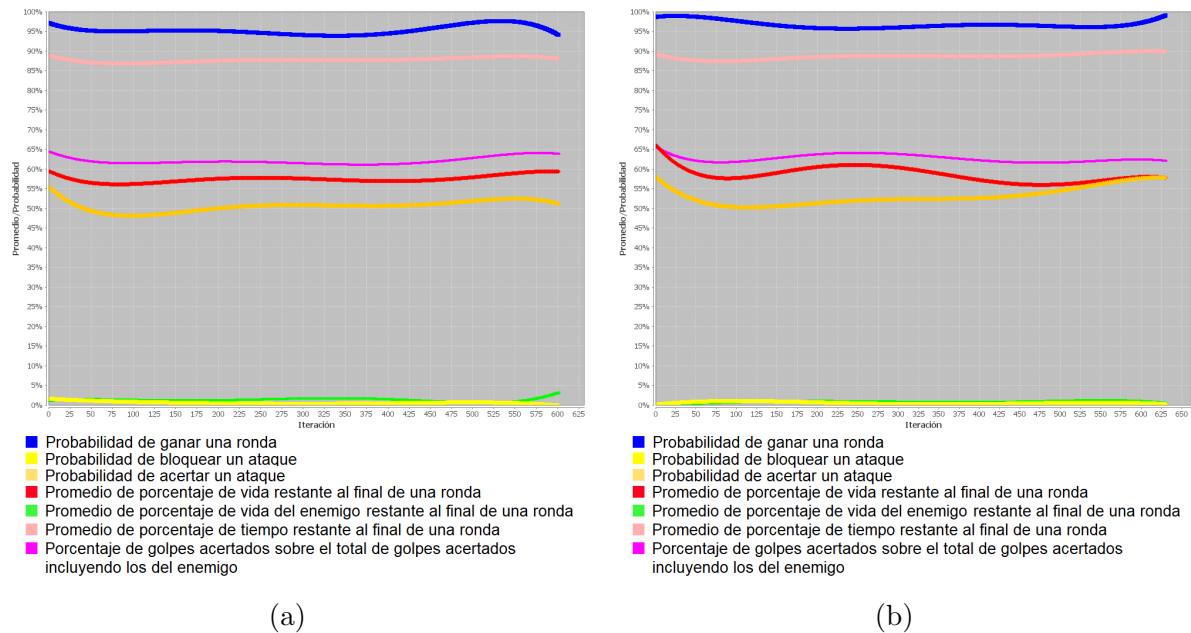 100%
95%
90%
85%
80%
75%
70%
65%
60%
55%
50%
45%
40%
35%
30%
25%
20%
15%
10%
5%
0%
Promedio/Probabilidad
0 25 50 75 100 125 150 175 200 225 250 275 300 325 350 375 400 425 450 475 500 525 550 575 600 625
Iteración
Probabilidad de ganar una ronda
Probabilidad de bloquear un ataque
Probabilidad de acertar un ataque
Promedio de porcentaje de vida restante al final de una ronda
Promedio de porcentaje de vida del enemigo restante al final de una ronda
Promedio de porcentaje de tiempo restante al final de una ronda
Porcentaje de golpes acertados sobre el total de golpes acertados
incluyendo los del enemigo
(a)
100%
95%
90%
85%
80%
75%
70%
65%
60%
55%
50%
45%
40%
35%
30%
25%
20%
15%
10%
5%
0%
Promedio/Probabilidad
0 25 50 75 100 125 150 175 200 225 250 275 300 325 350 375 400 425 450 475 500 525 550 575 600 625 650
Iteración
Probabilidad de ganar una ronda
Probabilidad de bloquear un ataque
Probabilidad de acertar un ataque
Promedio de porcentaje de vida restante al final de una ronda
Promedio de porcentaje de vida del enemigo restante al final de una ronda
Promedio de porcentaje de tiempo restante al final de una ronda
Porcentaje de golpes acertados sobre el total de golpes acertados
incluyendo los del enemigo
(b)